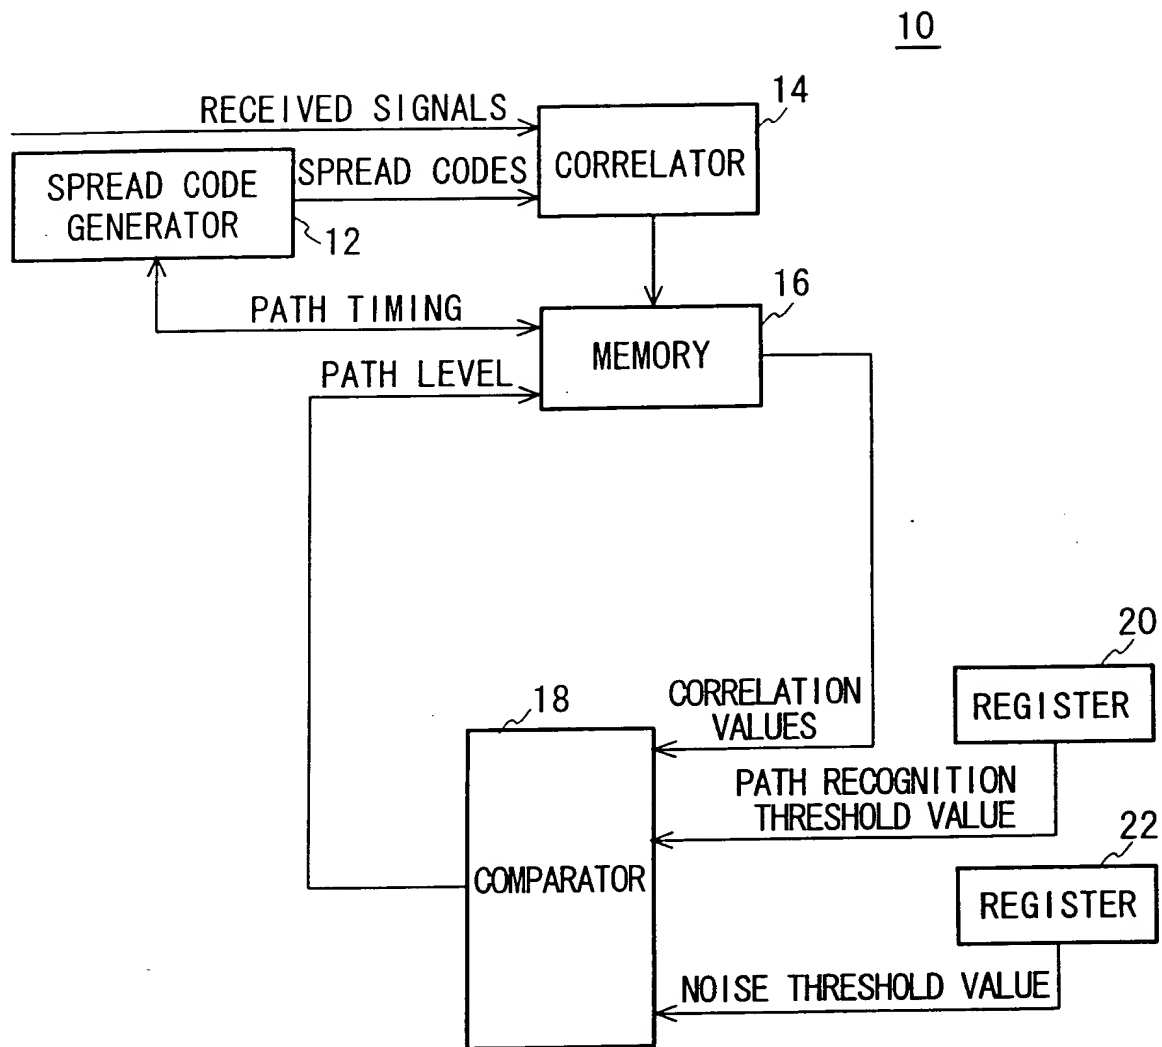 10
RECEIVED SIGNALS
14
CORRELATOR
SPREAD CODES
SPREAD CODE
GENERATOR
12
PATH TIMING
16
MEMORY
PATH LEVEL
20
REGISTER
18
CORRELATION
VALUES
PATH RECOGNITION
THRESHOLD VALUE
22
COMPARATOR
REGISTER
NOISE THRESHOLD VALUE